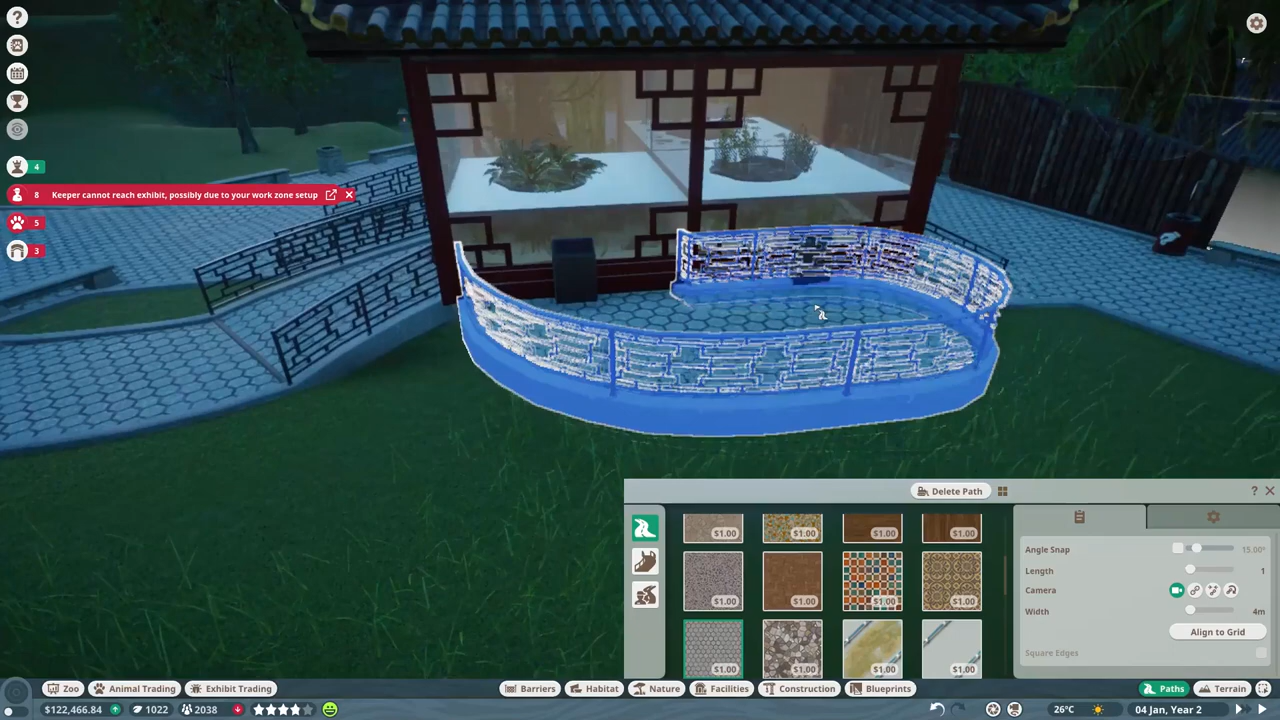 ?
4
8 Keeper cannot reach exhibit, possibly due to your work zone setup
5
3
Delete Path
?
$1.00 $1.00 $1.00 $1.00
$1.00 $1.00 $1.00 $1.00
$1.00 $1.00 $1.00 $1.00
Angle Snap 15.00°
Length 1
Camera
Width 4m
Align to Grid
Square Edges
Zoo Animal Trading Exhibit Trading Barriers Habitat Nature Facilities Construction Blueprints Paths Terrain
$122,466.84 1022 2038 26°C 04 Jan, Year 2